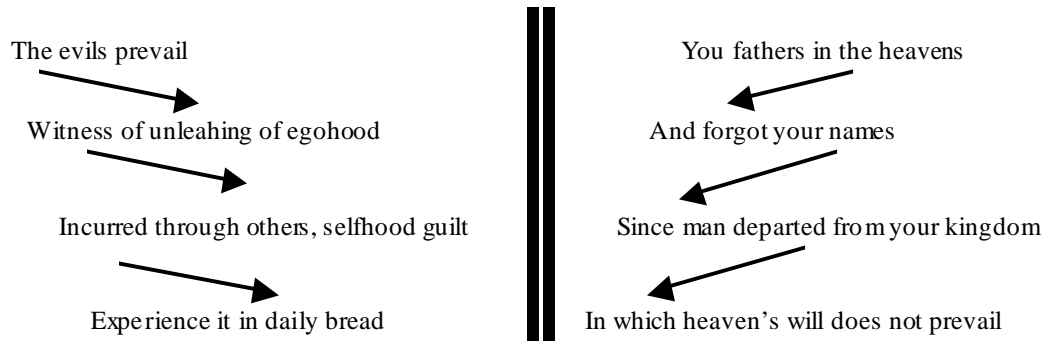 The evils prevail
Witness of unleahing of egohood
Incurred through others, selfhood guilt
Experience it in daily bread
You fathers in the heavens
And forgot your names
Since man departed from your kingdom
In which heaven's will does not prevail